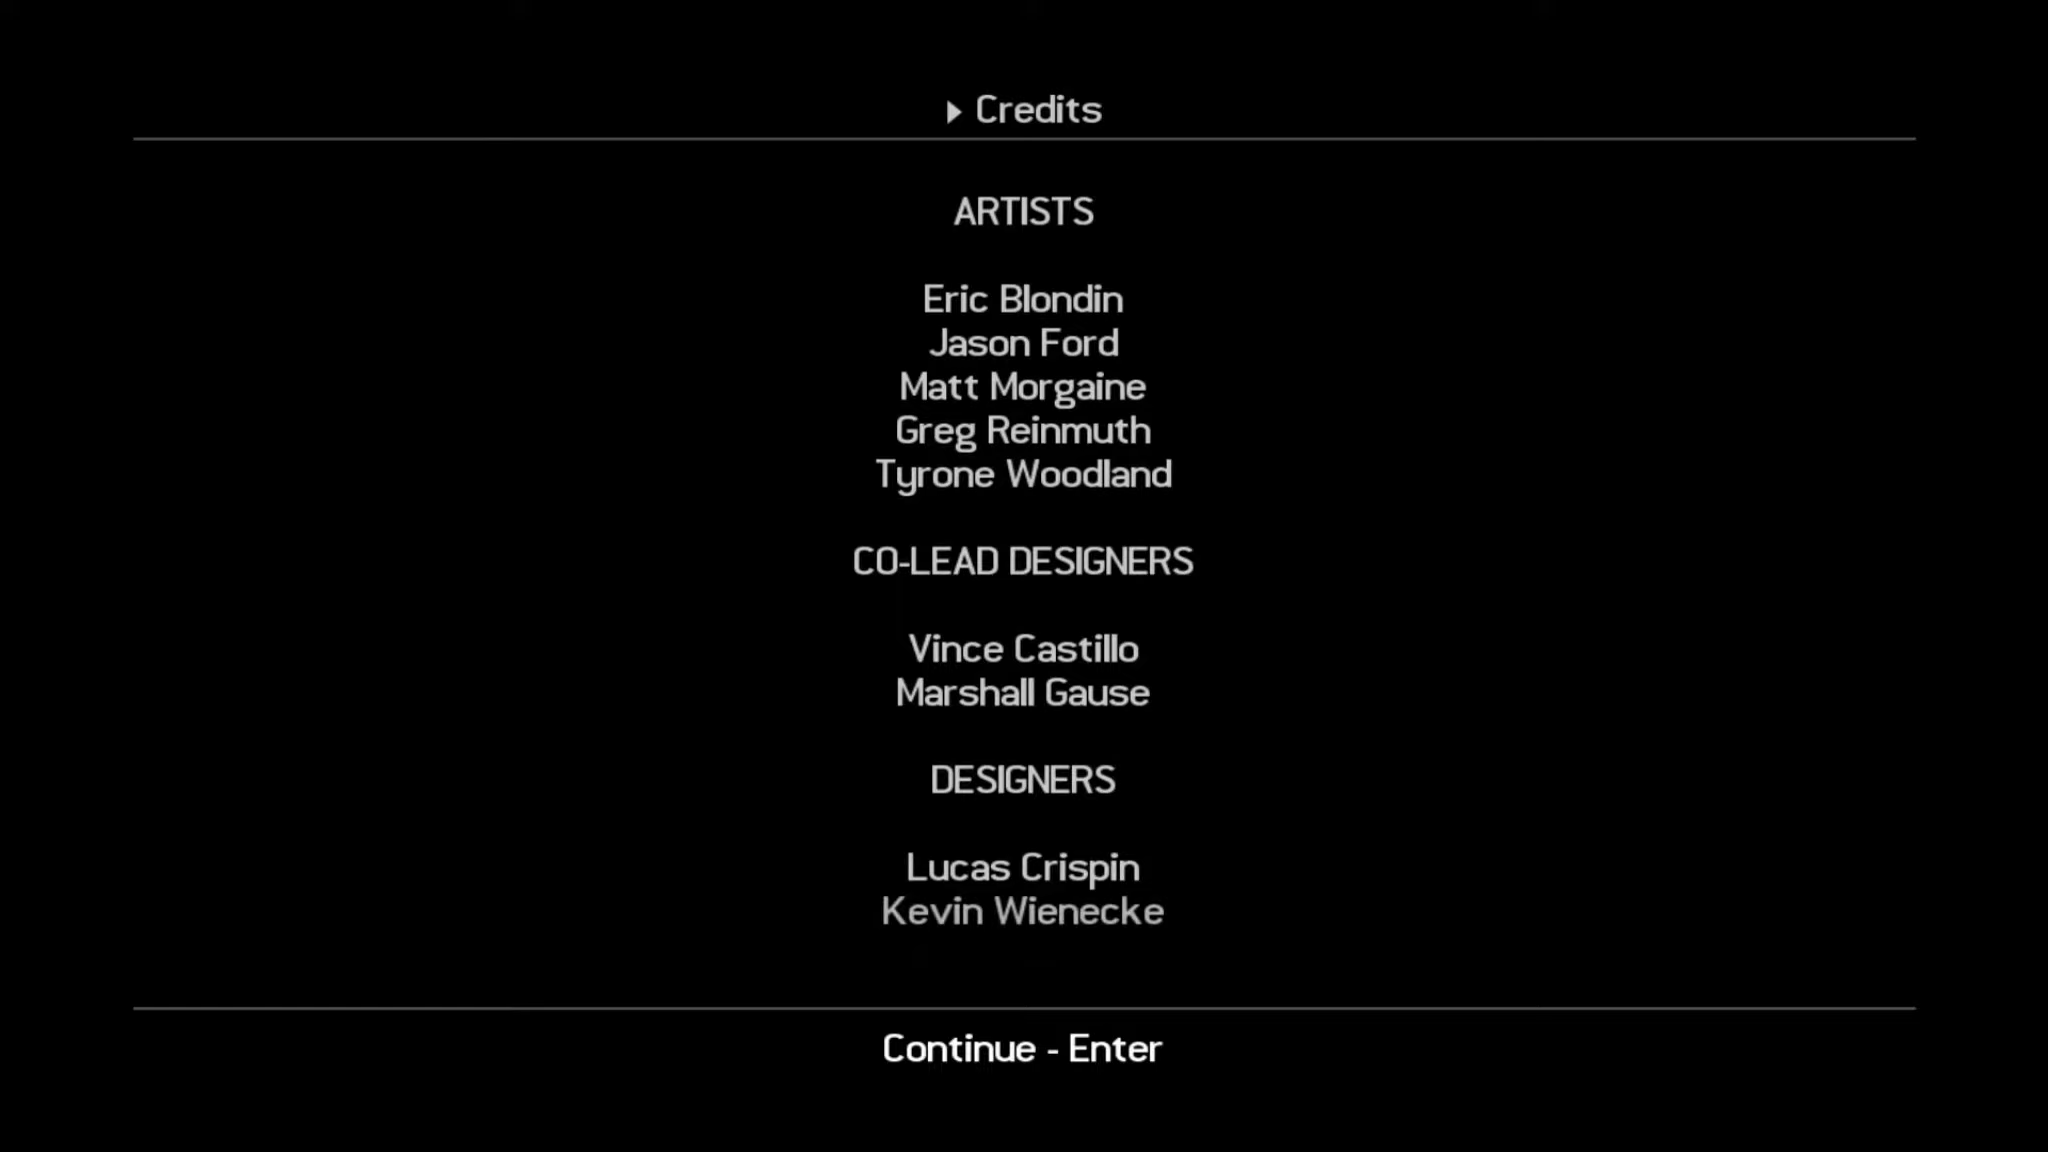 Credits
ARTISTS
Eric Blondin
Jason Ford
Matt Morgaine
Greg Reinmuth
Tyrone Woodland
CO-LEAD DESIGNERS
Vince Castillo
Marshall Gause
DESIGNERS
Lucas Crispin
Kevin Wienecke
Continue - Enter